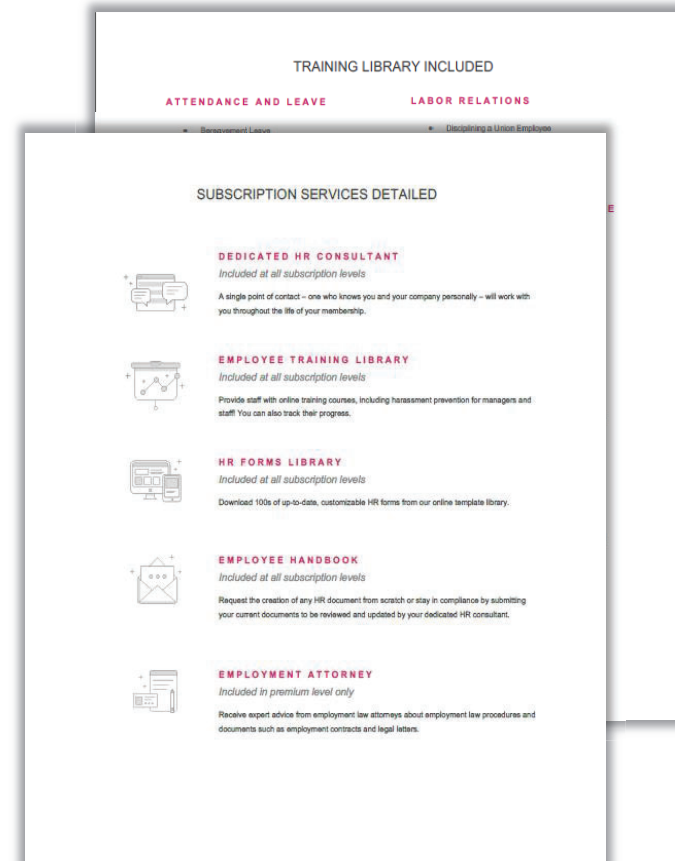 TRAINING LIBRARY INCLUDED
ATTENDANCE AND LEAVE
LABOR RELATIONS
Bereavement Leave
Disciplining a Union Employee
E
SUBSCRIPTION SERVICES DETAILED
DEDICATED HR CONSULTANT
Included at all subscription levels
A single point of contact – one who knows you and your company personally – will work with
you throughout the life of your membership.
EMPLOYEE TRAINING LIBRARY
Included at all subscription levels
Provide staff with online training courses, including harassment prevention for managers and
staff! You can also track their progress.
HR FORMS LIBRARY
Included at all subscription levels
Download 100s of up-to-date, customizable HR forms from our online template library.
EMPLOYEE HANDBOOK
Included at all subscription levels
Request the creation of any HR document from scratch or stay in compliance by submitting
your current documents to be reviewed and updated by your dedicated HR consultant.
EMPLOYMENT ATTORNEY
Included in premium level only
Receive expert advice from employment law attorneys about employment law procedures and
documents such as employment contracts and legal letters.